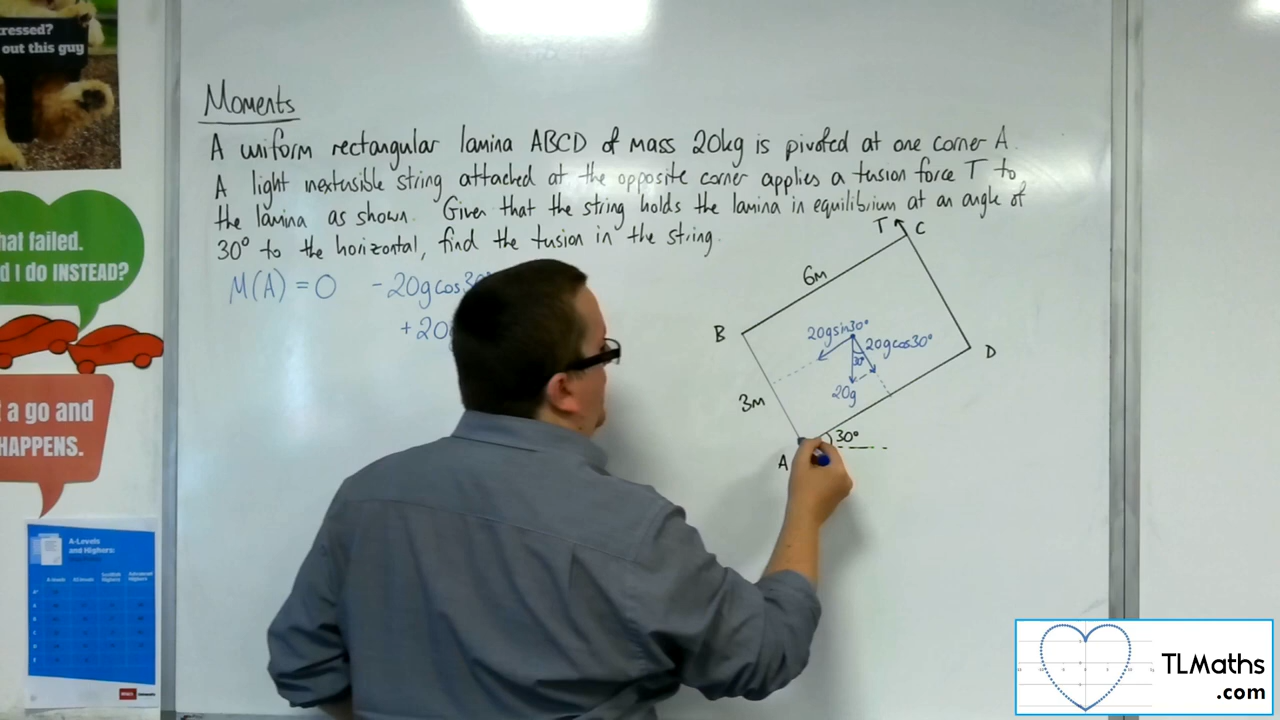 ressed?
out this guy
hat failed.
d I do INSTEAD?
t a go and
HAPPENS.
A-Levels
and Highers:
Moments
A uniform rectangular lamina ABCD of mass 20kg is pivoted at one corner A.
A light inextensible string attached at the opposite corner applies a tension force T to
the lamina as shown. Given that the string holds the lamina in equilibrium at an angle of
30° to the horizontal, find the tension in the string.
M(A) = 0 -20gcos30°
+20
T C
6m
B
20gsin30°
20gcos30°
30°
D
20g
3m
30°
A
TLMaths
.com